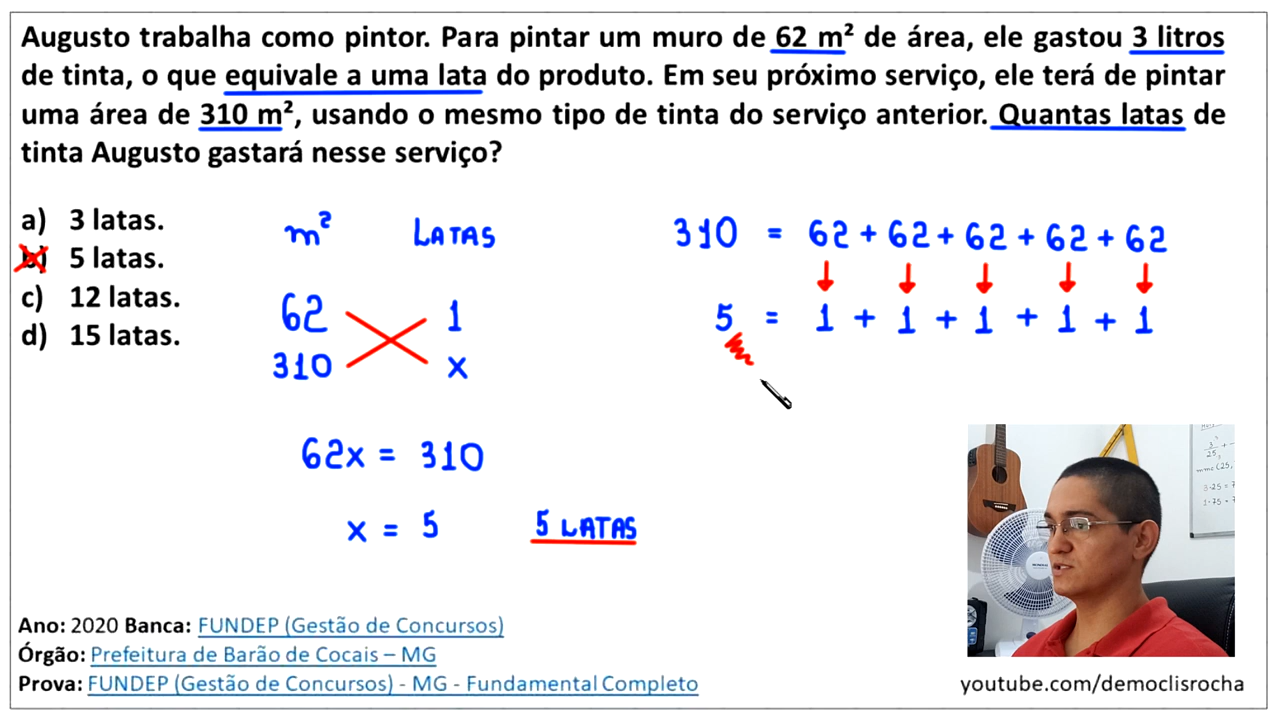 Augusto trabalha como pintor. Para pintar um muro de 62 m² de área, ele gastou 3 litros
de tinta, o que equivale a uma lata do produto. Em seu próximo serviço, ele terá de pintar
uma área de 310 m², usando o mesmo tipo de tinta do serviço anterior. Quantas latas de
tinta Augusto gastará nesse serviço?
a) 3 latas.
b) 5 latas.
c) 12 latas.
d) 15 latas.
m² LATAS
62 1
310 x
62x = 310
x = 5 5 LATAS
310 = 62 + 62 + 62 + 62 + 62
5 = 1 + 1 + 1 + 1 + 1
Ano: 2020 Banca: FUNDEP (Gestão de Concursos)
Órgão: Prefeitura de Barão de Cocais – MG
Prova: FUNDEP (Gestão de Concursos) - MG - Fundamental Completo
youtube.com/democlisrocha